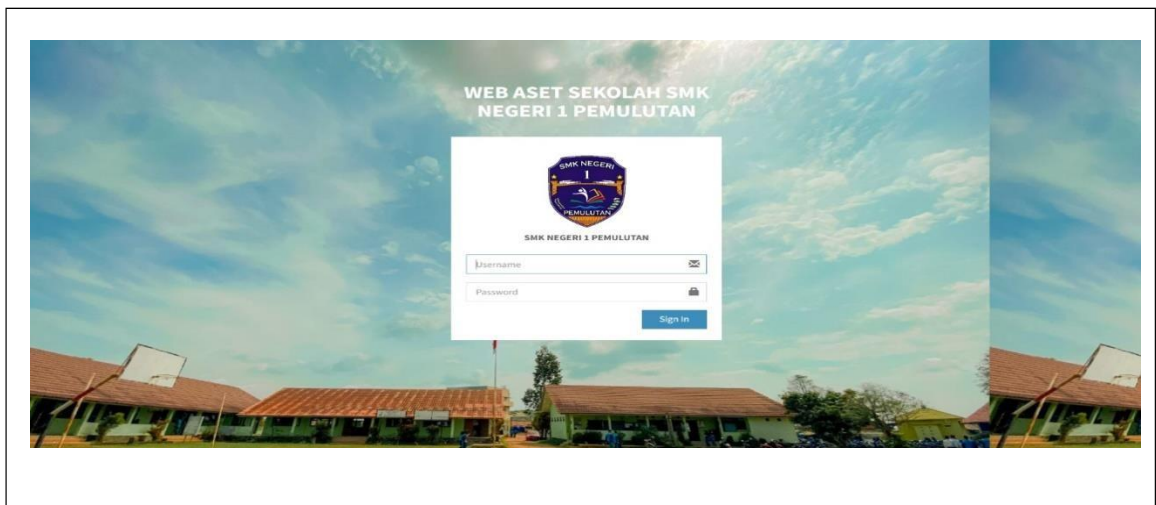 WEB ASET SEKOLAH SMK
NEGERI 1 PEMULUTAN
SMK NEGERI
1
PEMULUTAN
SMK NEGERI 1 PEMULUTAN
Username
Password
Sign In